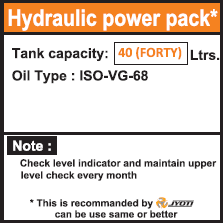 Hydraulic power pack*
Tank capacity: 40 (FORTY) Ltrs.
Oil Type : ISO-VG-68
Note :
Check level indicator and maintain upper
level check every month
* This is recommanded by JYOTI
can be use same or better